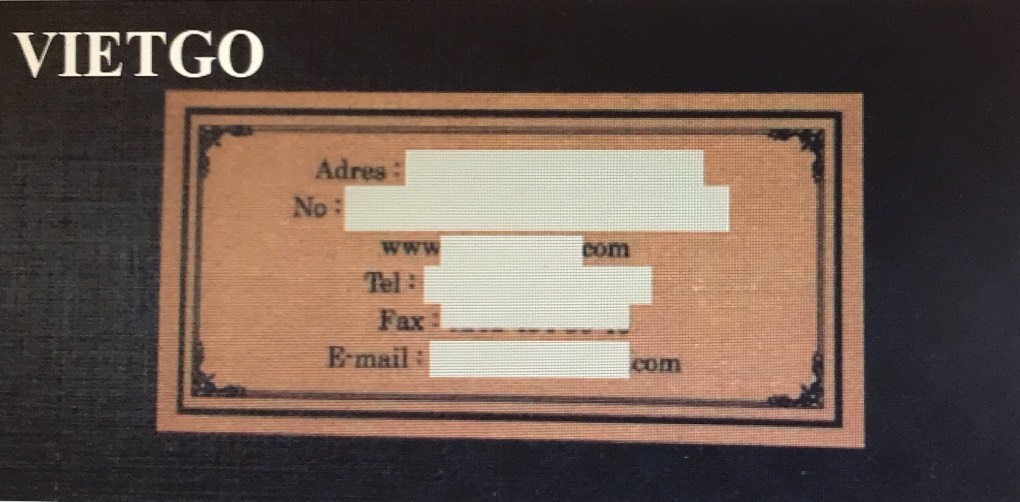 VIETGO
Adres :
No :
www
com
Tel :
Fax :
E-mail :
com